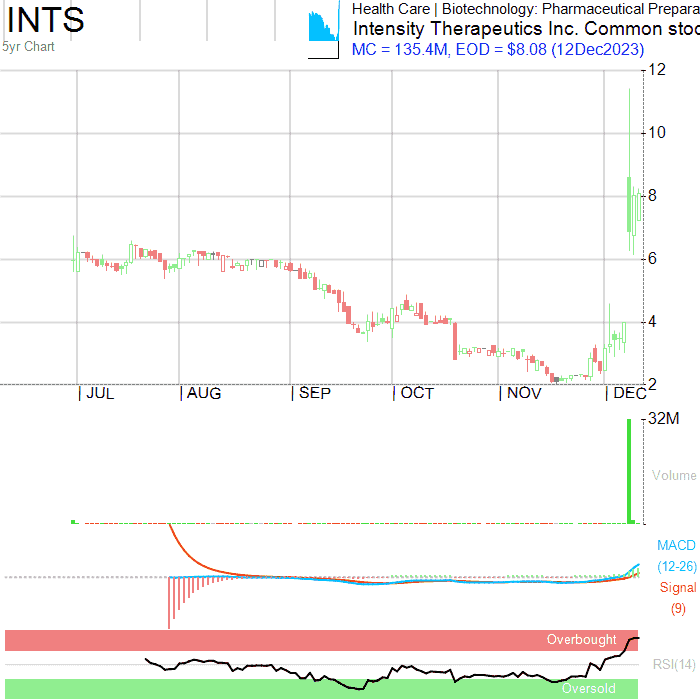 INTS
5yr Chart
Health Care | Biotechnology: Pharmaceutical Prepara
Intensity Therapeutics Inc. Common stoc
MC = 135.4M, EOD = $8.08 (12Dec2023)
12
10
8
6
4
2
| JUL | AUG | SEP | OCT | NOV | DEC
32M
Volume
MACD
(12-26)
Signal
(9)
Overbought
RSI(14)
Oversold